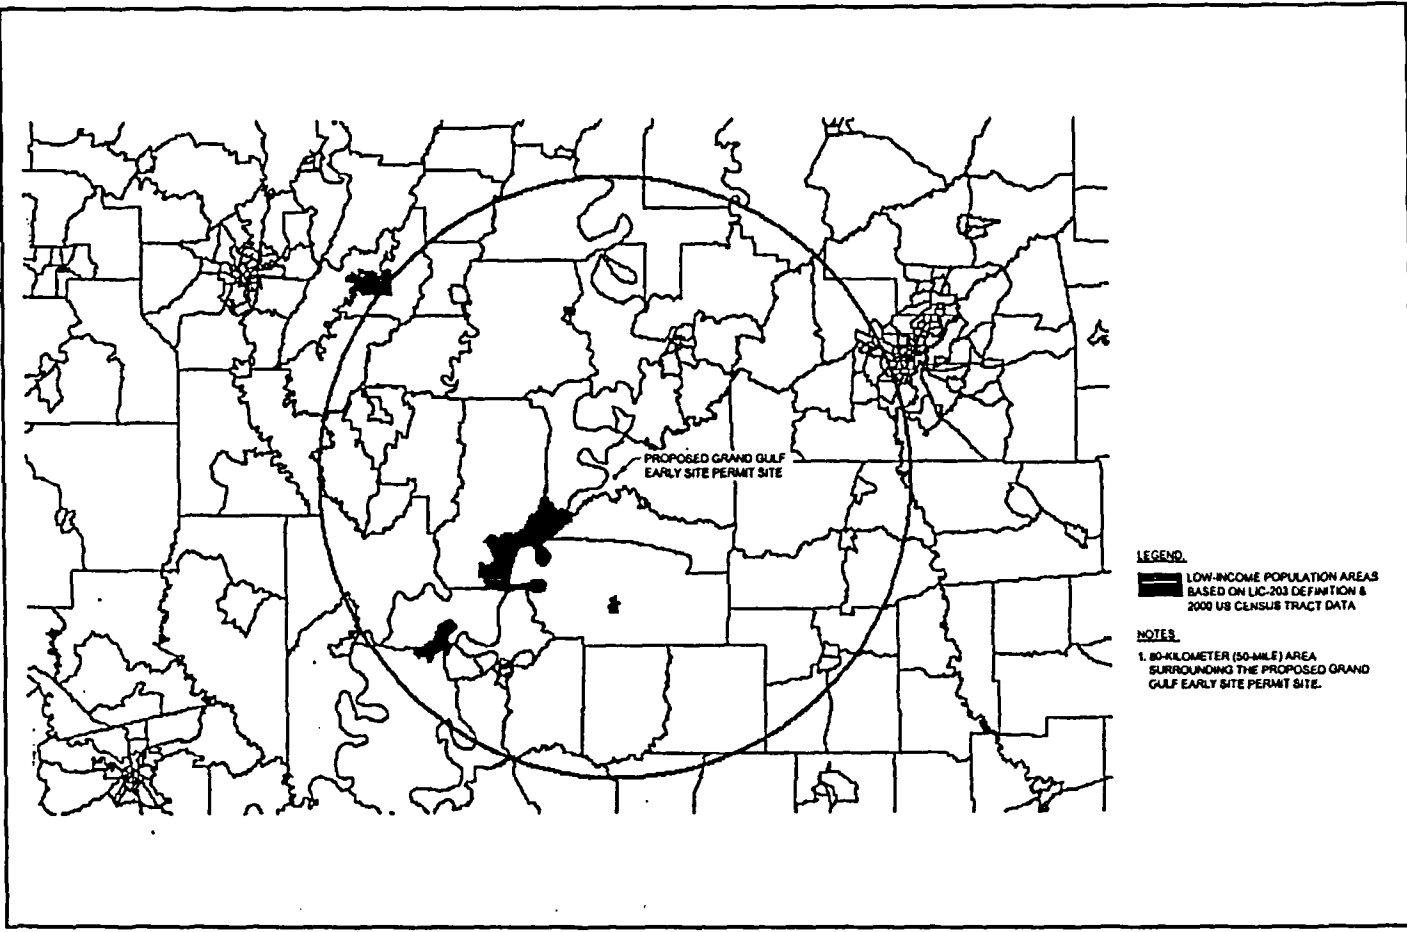 PROPOSED GRAND GULF
EARLY SITE PERMIT SITE
LEGEND
LOW-INCOME POPULATION AREAS
BASED ON LIC-203 DEFINITION &
2000 US CENSUS TRACT DATA
NOTES
1. 80-KILOMETER (50-MILE) AREA
SURROUNDING THE PROPOSED GRAND
GULF EARLY SITE PERMIT SITE.